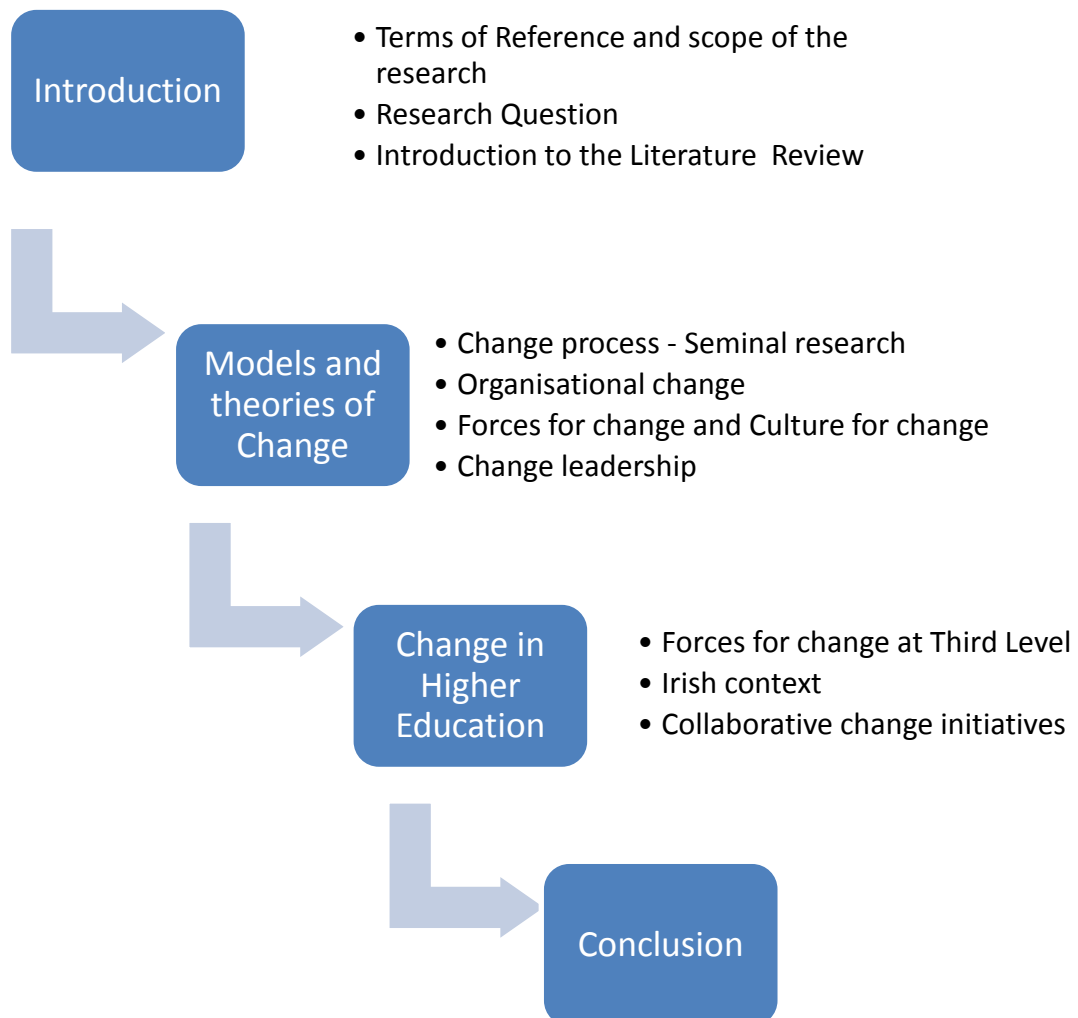 Introduction
• Terms of Reference and scope of the
research
• Research Question
• Introduction to the Literature  Review
Models and
theories of
Change
• Change process - Seminal research
• Organisational change
• Forces for change and Culture for change
• Change leadership
Change in
Higher
Education
• Forces for change at Third Level
• Irish context
• Collaborative change initiatives
Conclusion